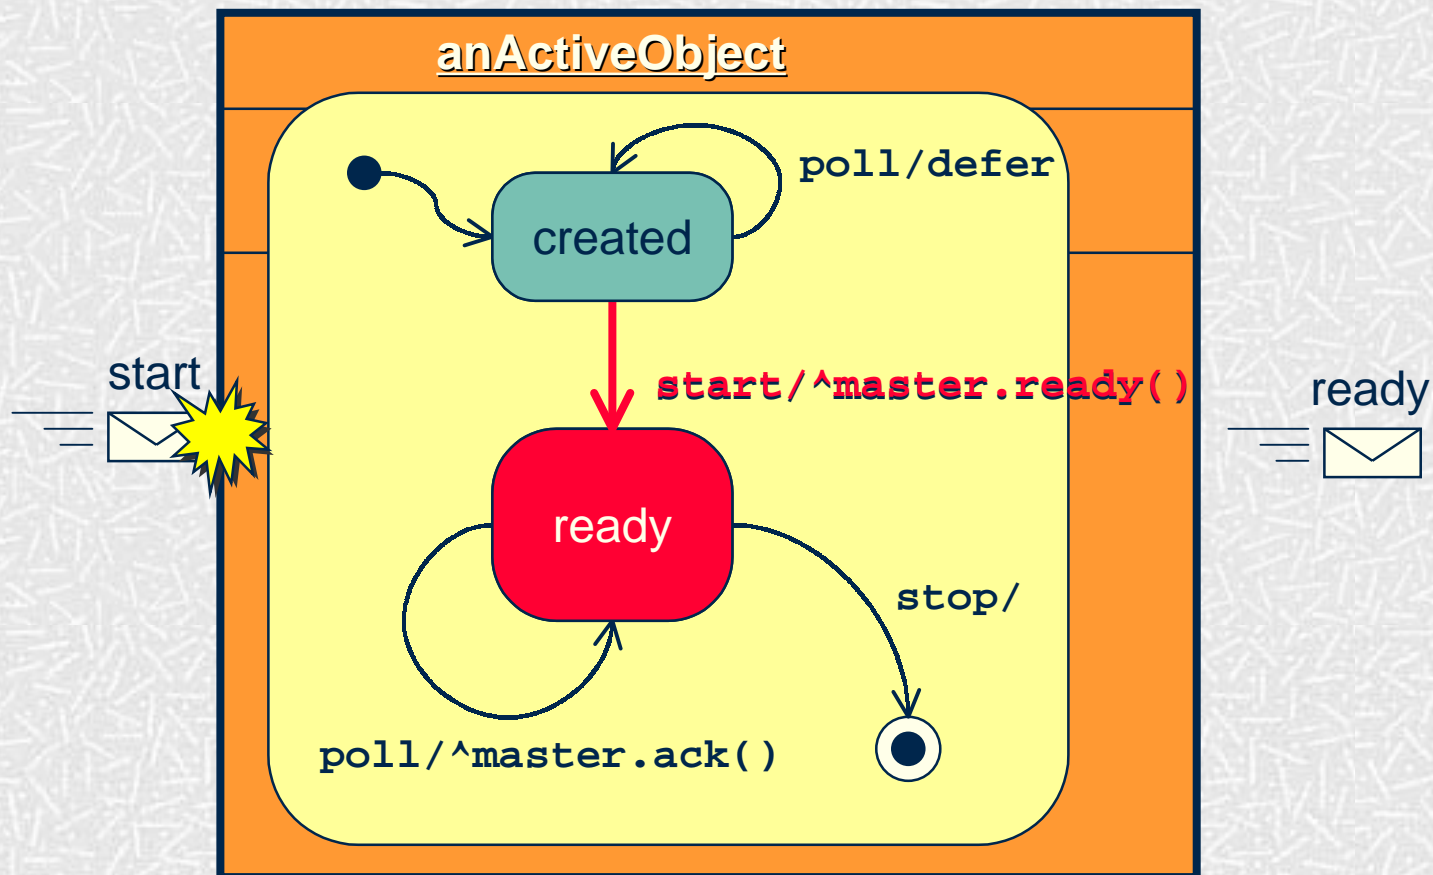 anActiveObject
poll/defer
created
start
start/^master.ready()
ready
ready
stop/
poll/^master.ack()